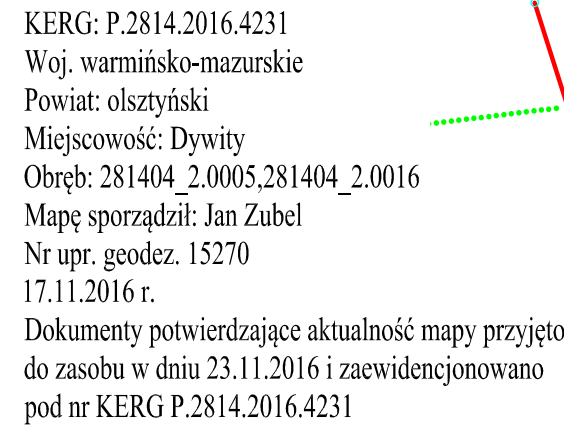 KERG: P.2814.2016.4231
Woj. warmińsko-mazurskie
Powiat: olsztyński
Miejscowość: Dywity
Obręb: 281404_2.0005,281404_2.0016
Mapę sporządził: Jan Zubel
Nr upr. geodez. 15270
17.11.2016 r.
Dokumenty potwierdzające aktualność mapy przyjęto
do zasobu w dniu 23.11.2016 i zaewidencjonowano
pod nr KERG P.2814.2016.4231